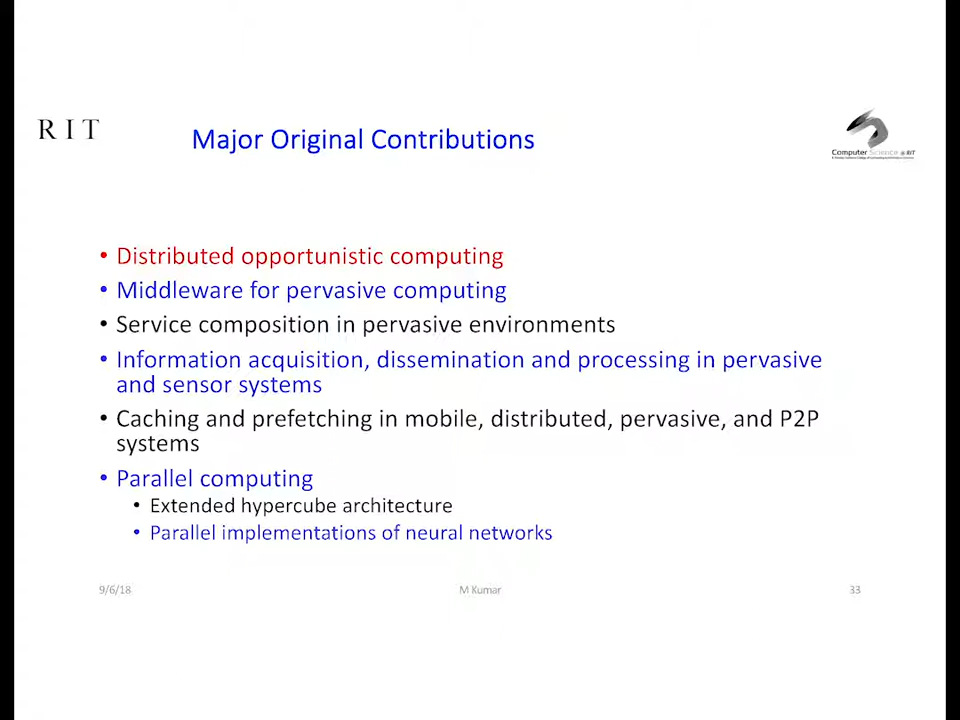 R I T
Major Original Contributions
Computer Science @ RIT
• Distributed opportunistic computing
• Middleware for pervasive computing
• Service composition in pervasive environments
• Information acquisition, dissemination and processing in pervasive
and sensor systems
• Caching and prefetching in mobile, distributed, pervasive, and P2P
systems
• Parallel computing
• Extended hypercube architecture
• Parallel implementations of neural networks
9/6/18
M Kumar
33